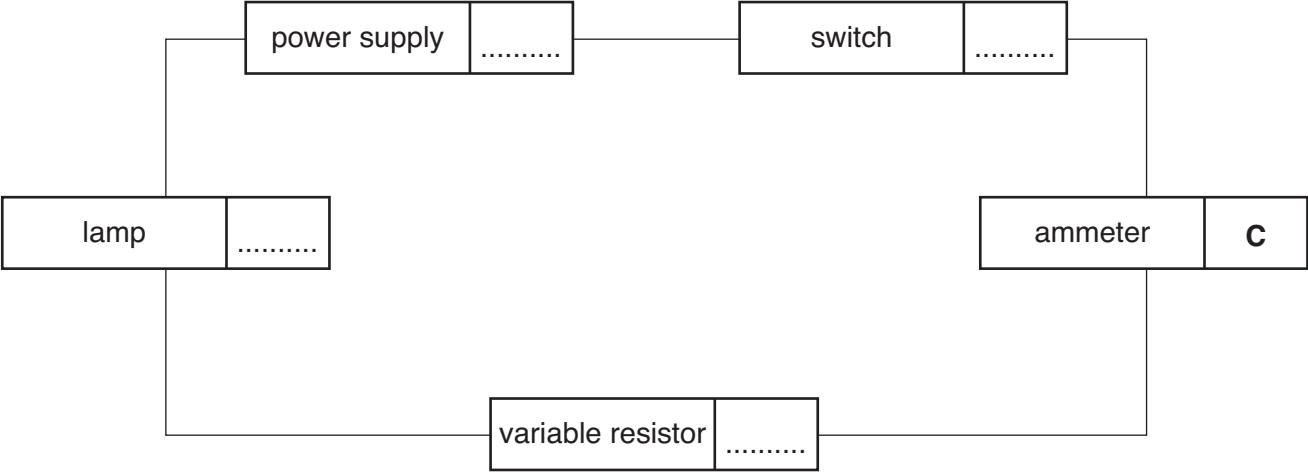 power supply ..........
switch ..........
lamp ..........
ammeter C
variable resistor ..........